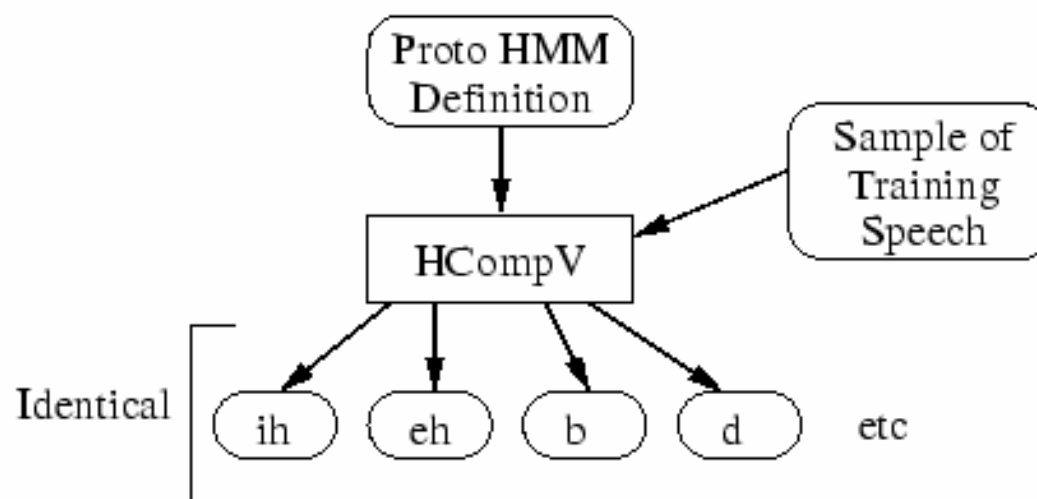 Proto HMM
Definition
Sample of
Training
Speech
HCompV
Identical
ih
eh
b
d
etc